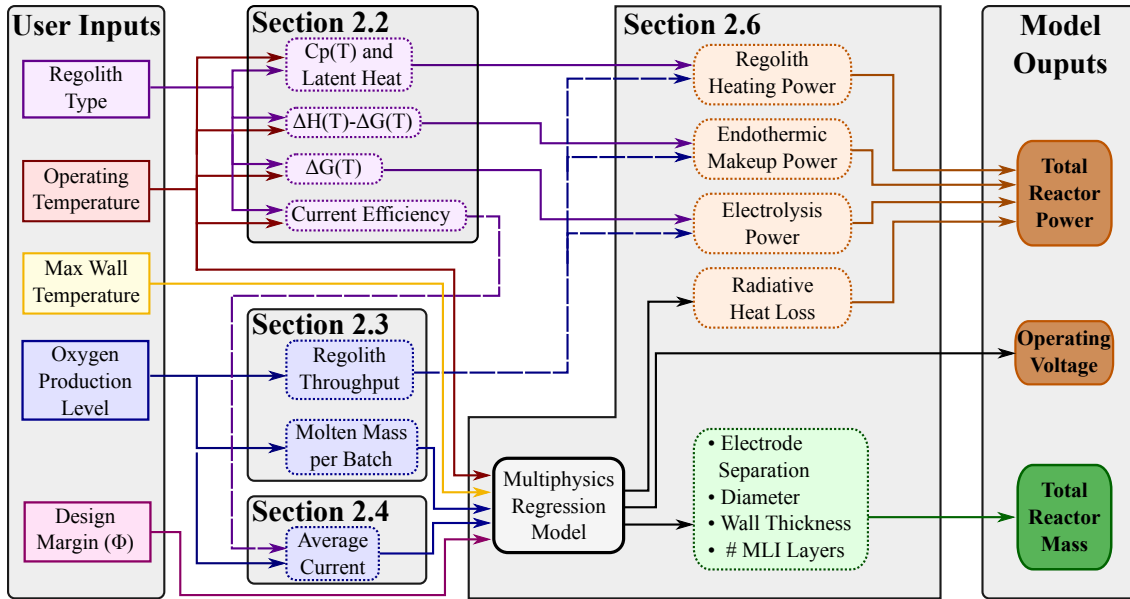 User Inputs
Regolith
Type
Operating
Temperature
Max Wall
Temperature
Oxygen
Production
Level
Design
Margin (Φ)
Section 2.2
Cp(T) and
Latent Heat
ΔH(T)-ΔG(T)
ΔG(T)
Current Efficiency
Section 2.3
Regolith
Throughput
Molten Mass
per Batch
Section 2.4
Average
Current
Section 2.6
Regolith
Heating Power
Endothermic
Makeup Power
Electrolysis
Power
Radiative
Heat Loss
Multiphysics
Regression
Model
• Electrode
Separation
• Diameter
• Wall Thickness
• # MLI Layers
Model
Ouputs
Total
Reactor
Power
Operating
Voltage
Total
Reactor
Mass